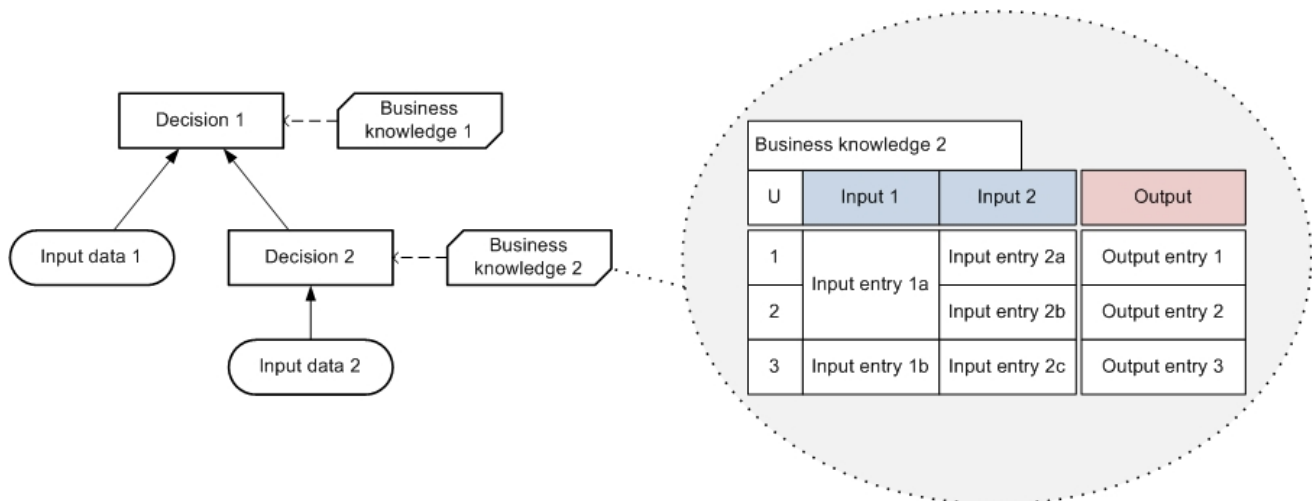 Decision 1
Business
knowledge 1
Input data 1
Decision 2
Business
knowledge 2
Input data 2
Business knowledge 2
U Input 1 Input 2 Output
1 Input entry 1a Input entry 2a Output entry 1
2 Input entry 2b Output entry 2
3 Input entry 1b Input entry 2c Output entry 3